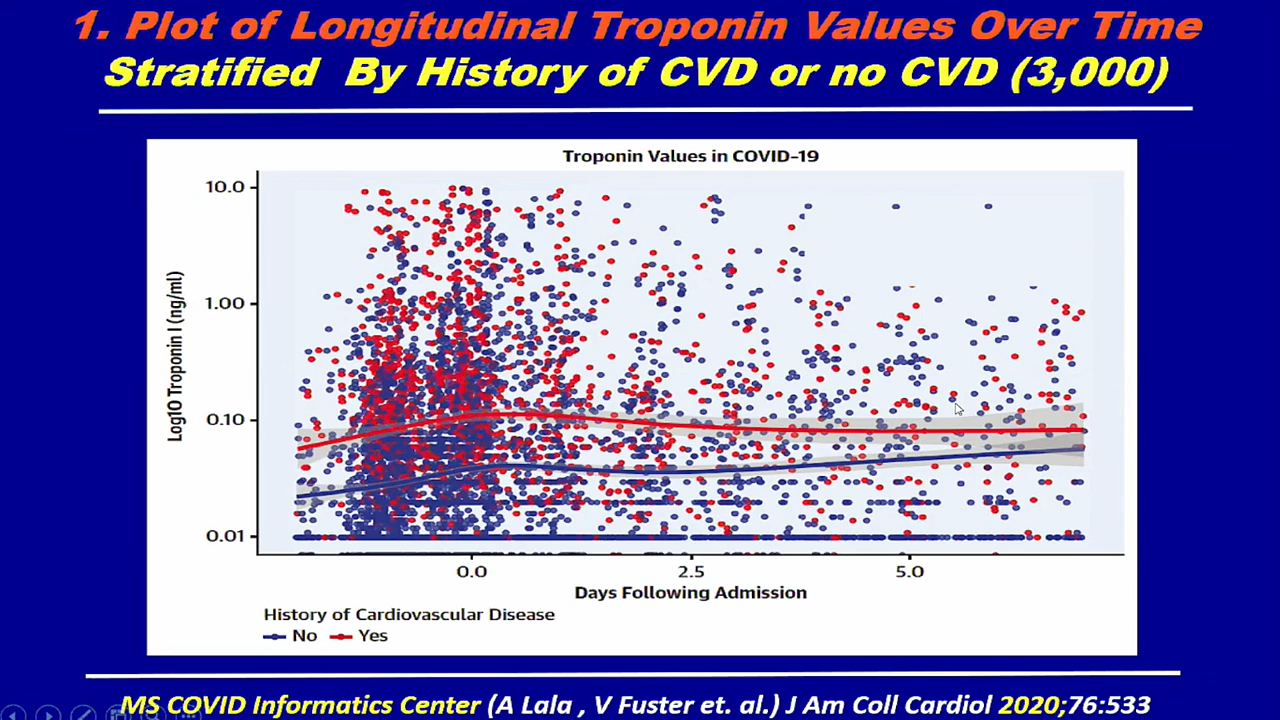 1. Plot of Longitudinal Troponin Values Over Time
Stratified By History of CVD or no CVD (3,000)
Troponin Values in COVID-19
10.0
1.00
0.10
0.01
Log10 Troponin I (ng/ml)
0.0 2.5 5.0
Days Following Admission
History of Cardiovascular Disease
No Yes
MS COVID Informatics Center (A Lala , V Fuster et. al.) J Am Coll Cardiol 2020;76:533